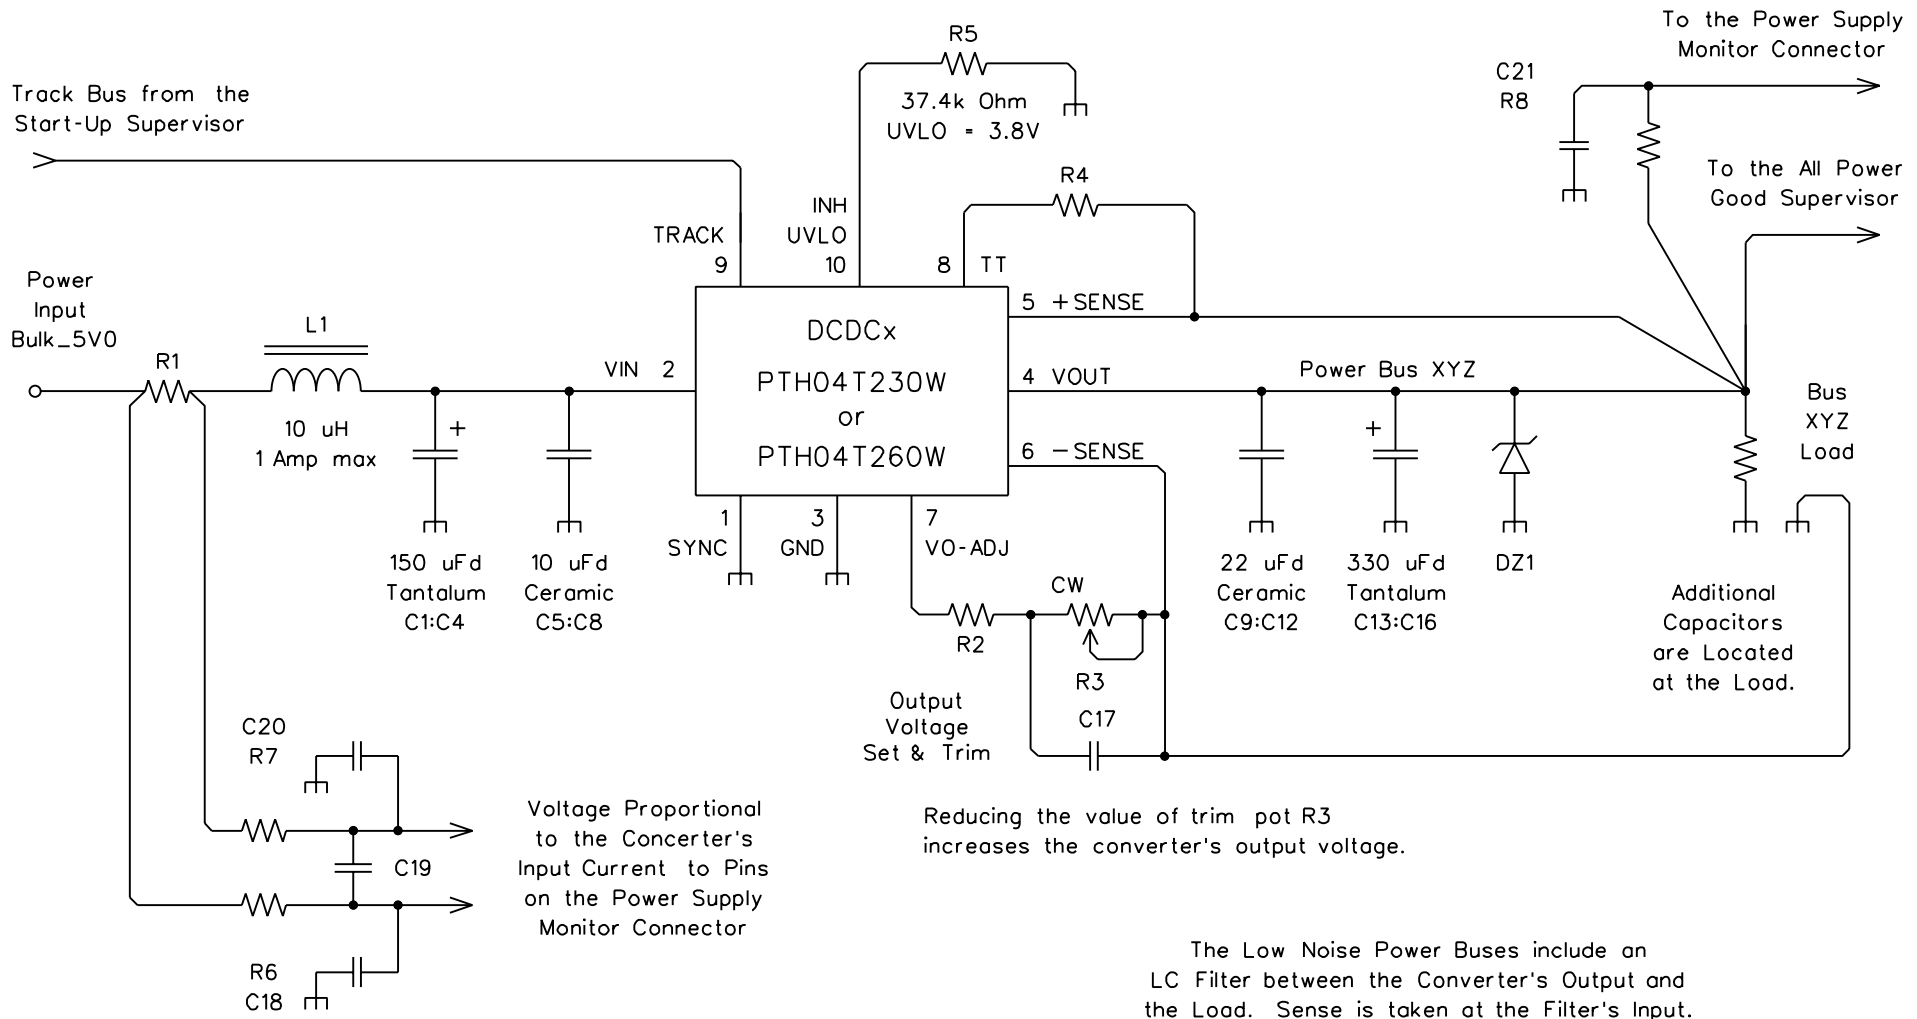 To the Power Supply
Monitor Connector
C21
R8
R5
37.4k Ohm
UVLO = 3.8V
Track Bus from the
Start-Up Supervisor
To the All Power
Good Supervisor
R4
INH
UVLO
10
TRACK
9
8 TT
5 +SENSE
Power
Input
Bulk_5V0
R1
L1
10 uH
1 Amp max
VIN 2
DCDCx
PTH04T230W
or
PTH04T260W
4 VOUT
Power Bus XYZ
6 -SENSE
Bus
XYZ
Load
+
+
1
SYNC
3
GND
7
VO-ADJ
150 uFd
Tantalum
C1:C4
10 uFd
Ceramic
C5:C8
22 uFd
Ceramic
C9:C12
330 uFd
Tantalum
C13:C16
DZ1
Additional
Capacitors
are Located
at the Load.
CW
R2
R3
C17
Output
Voltage
Set & Trim
C20
R7
C19
R6
C18
Voltage Proportional
to the Concerter's
Input Current to Pins
on the Power Supply
Monitor Connector
Reducing the value of trim pot R3
increases the converter's output voltage.
The Low Noise Power Buses include an
LC Filter between the Converter's Output and
the Load. Sense is taken at the Filter's Input.